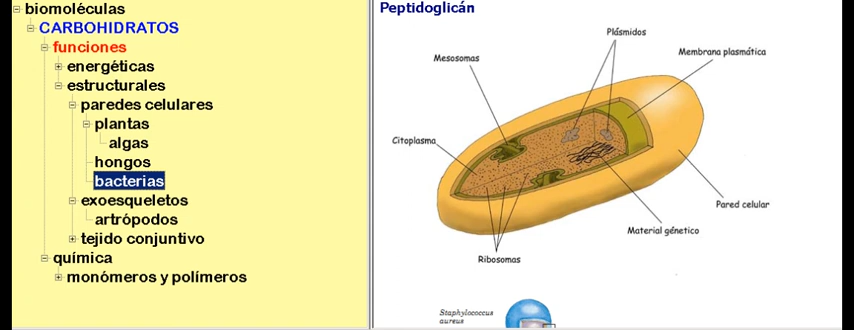 biomoléculas
CARBOHIDRATOS
funciones
energéticas
estructurales
paredes celulares
plantas
algas
hongos
bacterias
exoesqueletos
artrópodos
tejido conjuntivo
química
monómeros y polímeros
Peptidoglicán
Plásmidos
Mesosomas
Membrana plasmática
Citoplasma
Pared celular
Material génetico
Ribosomas
Staphylococcus
aureus